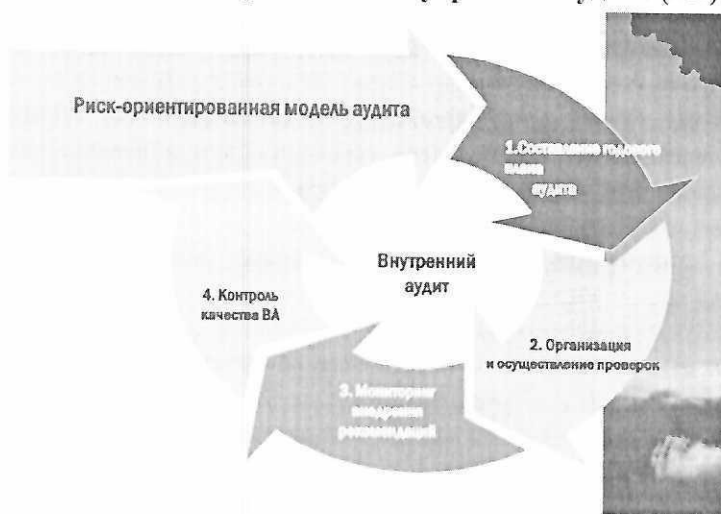 Риск-ориентированная модель аудита
1.Составление годового
плана
аудита
Внутренний
аудит
4. Контроль
качества ВА
2. Организация
и осуществление проверок
3. Мониторинг
внедрения
рекомендаций